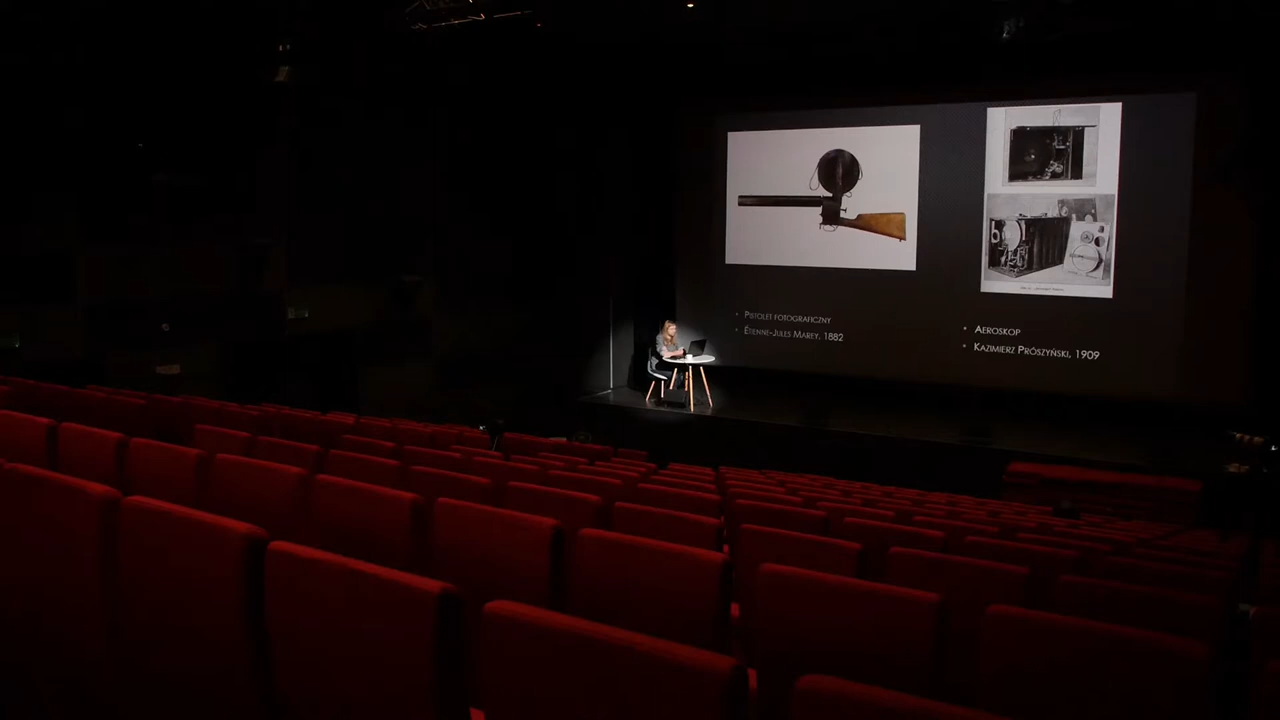 Pistolet fotograficzny
Étienne-Jules Marey, 1882
Aeroskop
Kazimierz Prószyński, 1909